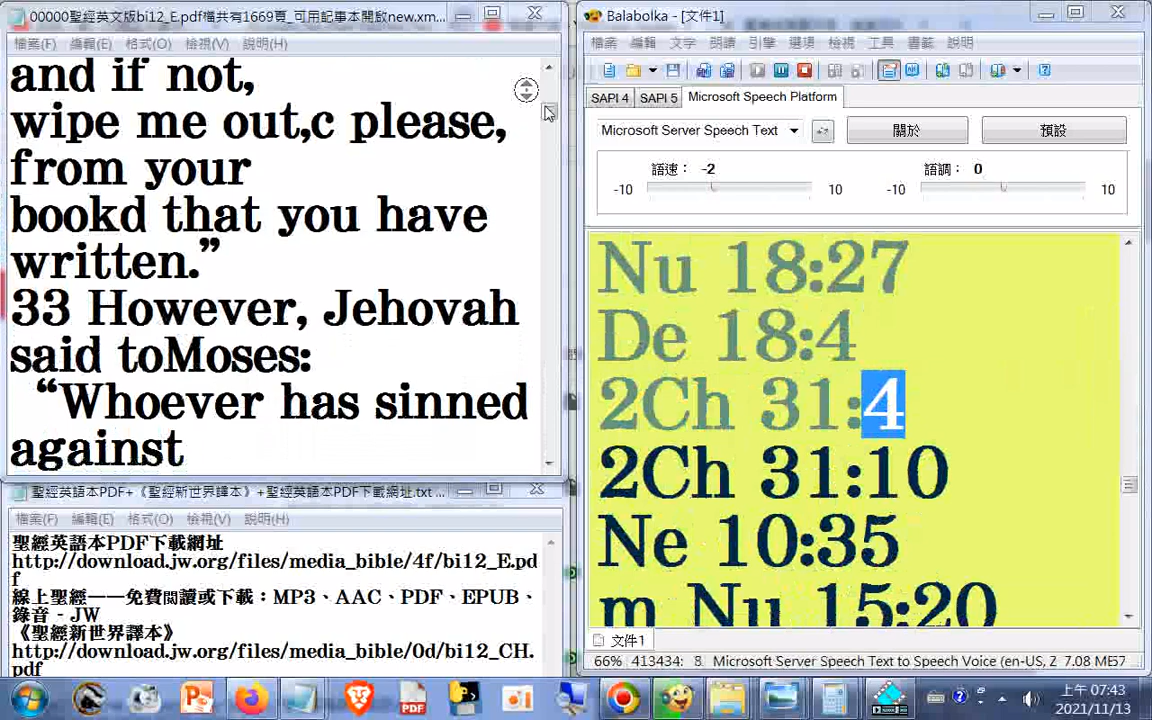 00000聖經英文版bi12_E.pdf檔共有1669頁_可用記事本開啟new.xm...
檔案(F) 編輯(E) 格式(O) 檢視(V) 說明(H)
and if not,
wipe me out,c please,
from your
bookd that you have
written.”
33 However, Jehovah
said toMoses:
“Whoever has sinned
against
聖經英語本PDF+《聖經新世界譯本》+聖經英語本PDF下載網址.txt ...
檔案(F) 編輯(E) 格式(O) 檢視(V) 說明(H)
聖經英語本PDF下載網址
http://download.jw.org/files/media_bible/4f/bi12_E.pd
f
線上聖經——免費閱讀或下載：MP3、AAC、PDF、EPUB、
錄音 - JW
《聖經新世界譯本》
http://download.jw.org/files/media_bible/0d/bi12_CH.
pdf
Balabolka - [文件1]
檔案 編輯 文字 朗讀 引擎 選項 檢視 工具 書籤 說明
SAPI 4 SAPI 5 Microsoft Speech Platform
Microsoft Server Speech Text 關於 預設
語速： -2 語調： 0
-10 10 -10 10
Nu 18:27
De 18:4
2Ch 31:4
2Ch 31:10
Ne 10:35
m Nu 15:20
文件1
66% 413434: 8 Microsoft Server Speech Text to Speech Voice (en-US, Z 7.08 ME57
PDF
上午 07:43
2021/11/13